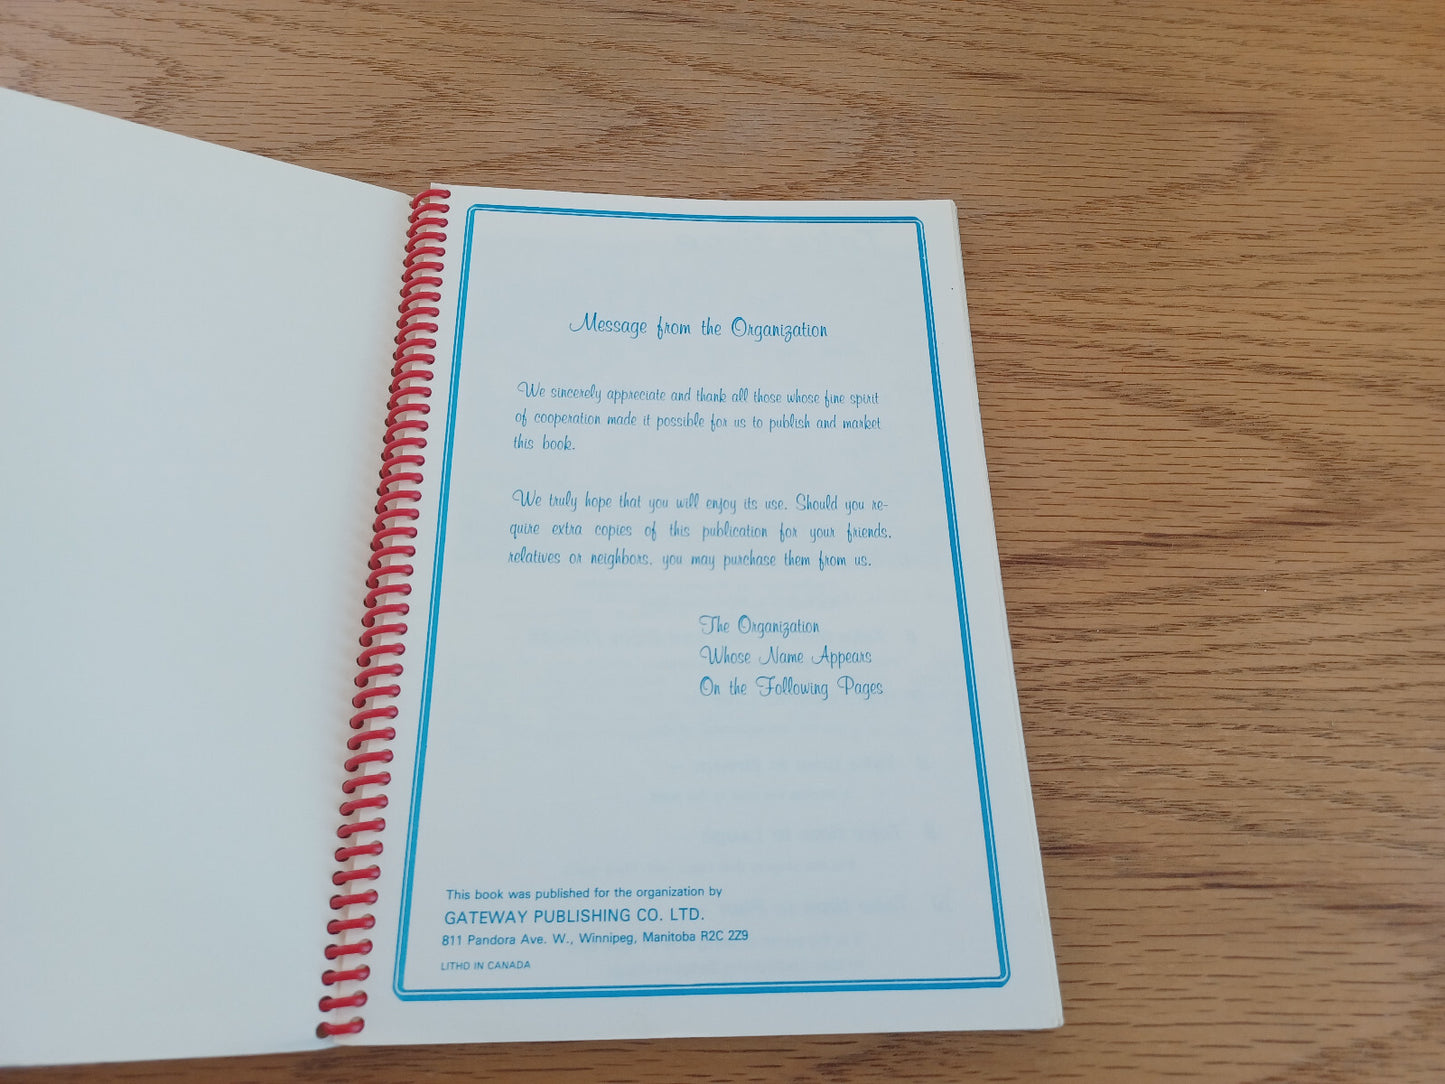 Message from the Organization
We sincerely appreciate and thank all those whose fine spirit
of cooperation made it possible for us to publish and market
this book.
We truly hope that you will enjoy its use. Should you re-
quire extra copies of this publication for your friends,
relatives or neighbors, you may purchase them from us.
The Organization
Whose Name Appears
On the Following Pages
This book was published for the organization by
GATEWAY PUBLISHING CO. LTD.
811 Pandora Ave. W., Winnipeg, Manitoba R2C 2Z9
LITHO IN CANADA